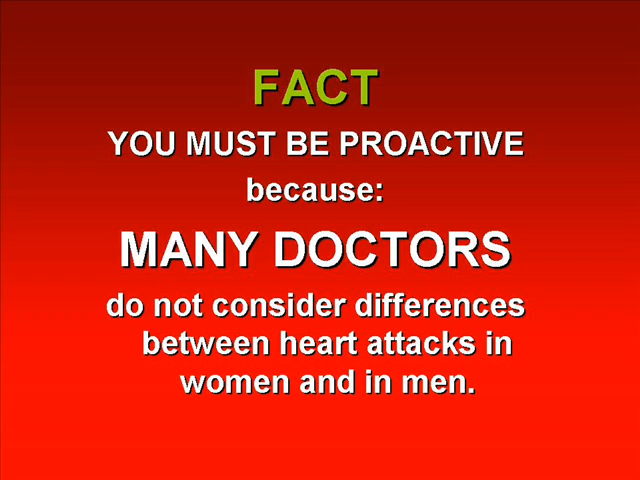 FACT
YOU MUST BE PROACTIVE
because:
MANY DOCTORS
do not consider differences
between heart attacks in
women and in men.